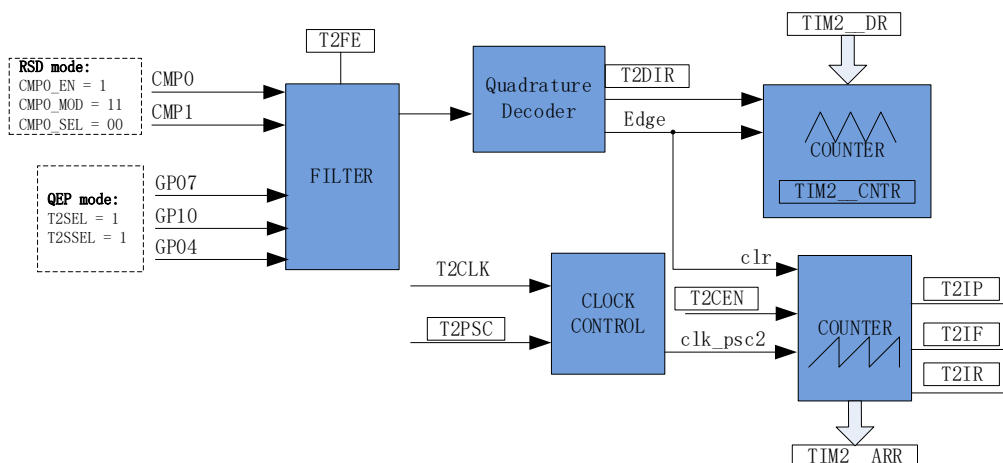 TIM2__DR
T2FE
RSD mode:
CMP0_EN = 1
CMP0_MOD = 11
CMP0_SEL = 00
CMP0
CMP1
Quadrature
Decoder
T2DIR
Edge
COUNTER
TIM2__CNTR
FILTER
QEP mode:
T2SEL = 1
T2SSEL = 1
GP07
GP10
GP04
T2CLK
T2PSC
CLOCK
CONTROL
clr
T2CEN
clk_psc2
COUNTER
T2IP
T2IF
T2IR
TIM2__ARR